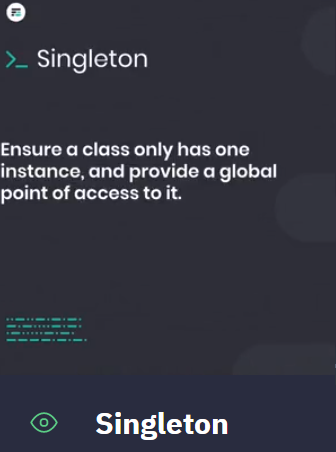 Singleton
Ensure a class only has one
instance, and provide a global
point of access to it.
Singleton